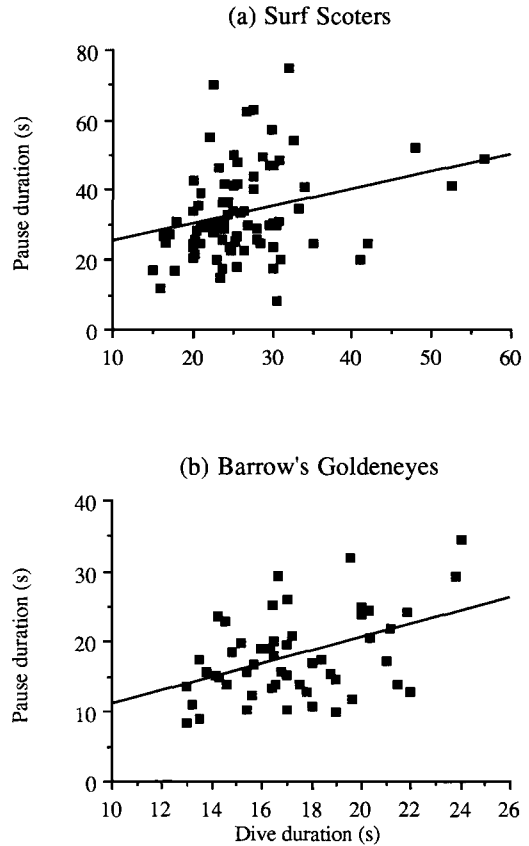 (a) Surf Scoters
80
60
40
20
0
Pause duration (s)
10 20 30 40 50 60
(b) Barrow's Goldeneyes
40
30
20
10
0
Pause duration (s)
10 12 14 16 18 20 22 24 26
Dive duration (s)